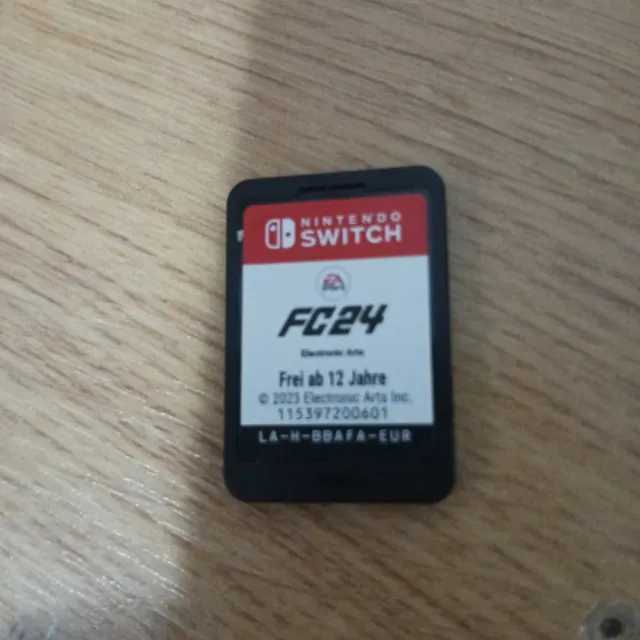 NINTENDO
SWITCH
EA
FC24
Electronic Arts
Frei ab 12 Jahre
© 2023 Electronic Arts Inc.
115397200601
LA-H-BBAFA-EUR